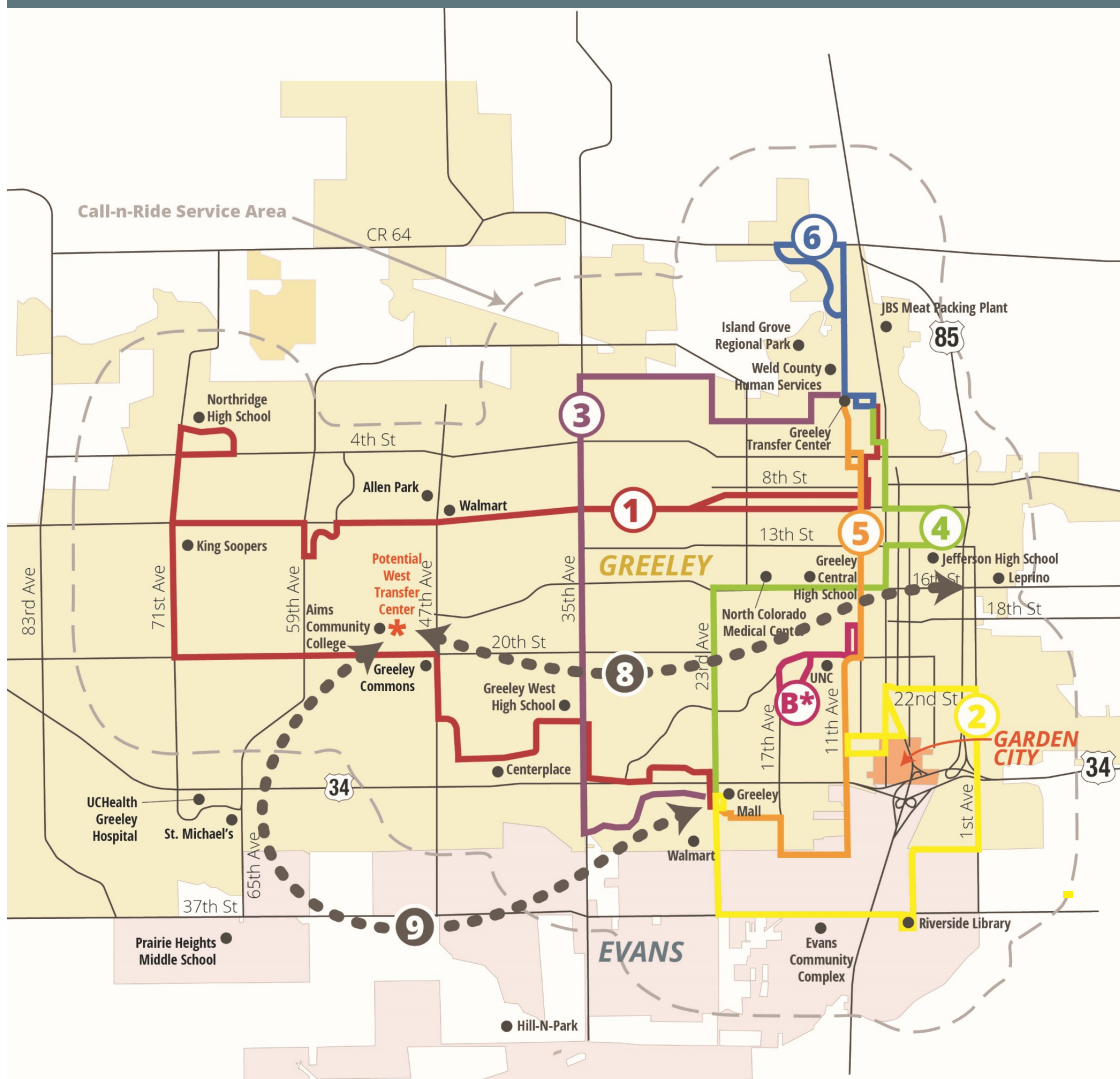 Call-n-Ride Service Area
CR 64
6
JBS Meat Packing Plant
85
Island Grove
Regional Park
Weld County
Human Services
Northridge
High School
3
Greeley
Transfer Center
4th St
8th St
Allen Park
Walmart
1
5
4
13th St
King Soopers
GREELEY
Greeley
Central
High School
Jefferson High School
16th St
Leprino
Potential
West
Transfer
Center
North Colorado
Medical Center
18th St
83rd Ave
71st Ave
59th Ave
47th Ave
35th Ave
23rd Ave
Aims
Community
College
*
20th St
8
Greeley
Commons
UNC
Greeley West
High School
B*
22nd St
2
17th Ave
11th Ave
GARDEN
CITY
34
Centerplace
34
UCHealth
Greeley
Hospital
St. Michael's
Greeley
Mall
1st Ave
Walmart
65th Ave
37th St
9
Riverside Library
Prairie Heights
Middle School
EVANS
Evans
Community
Complex
Hill-N-Park